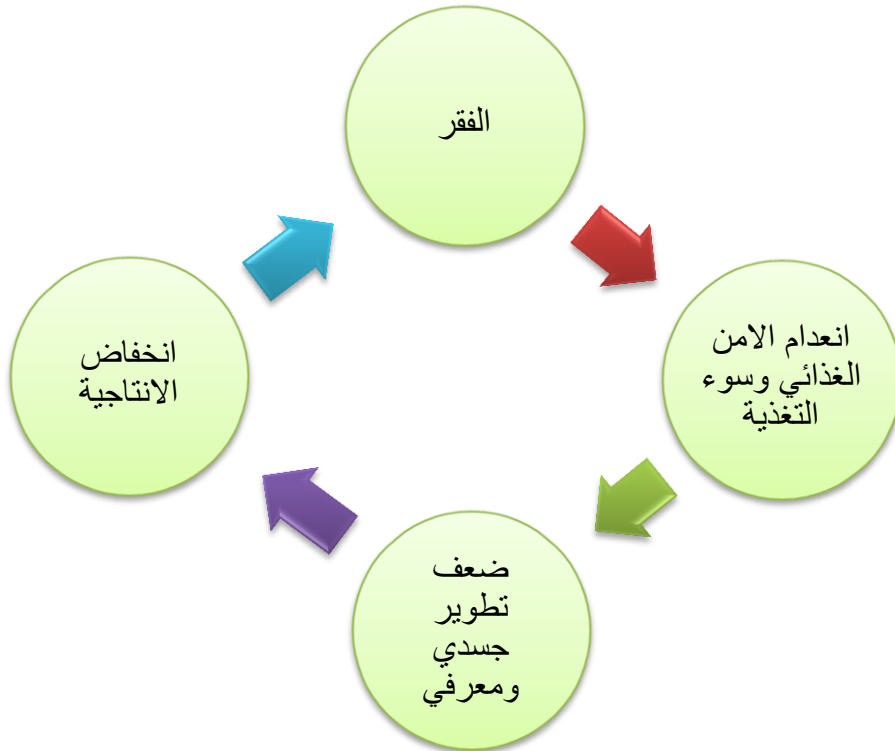 الفقر
انعدام الامن
الغذائي وسوء
التغذية
ضعف
تطوير
جسدي
ومعرفي
انخفاض
الانتاجية